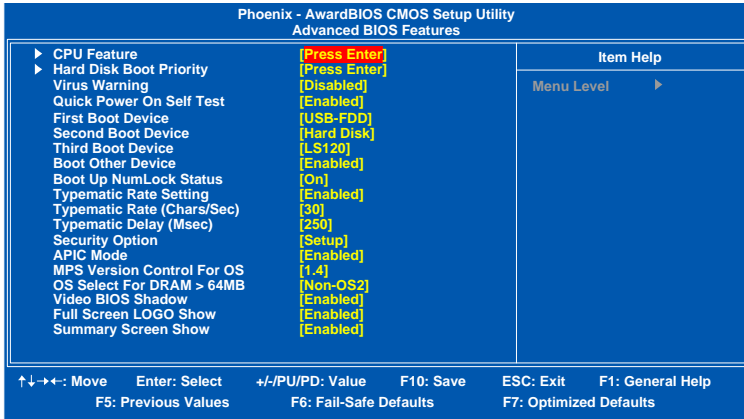 Phoenix - AwardBIOS CMOS Setup Utility
Advanced BIOS Features
CPU Feature [Press Enter]
Hard Disk Boot Priority [Press Enter]
Virus Warning [Disabled]
Quick Power On Self Test [Enabled]
First Boot Device [USB-FDD]
Second Boot Device [Hard Disk]
Third Boot Device [LS120]
Boot Other Device [Enabled]
Boot Up NumLock Status [On]
Typematic Rate Setting [Enabled]
Typematic Rate (Chars/Sec) [30]
Typematic Delay (Msec) [250]
Security Option [Setup]
APIC Mode [Enabled]
MPS Version Control For OS [1.4]
OS Select For DRAM > 64MB [Non-OS2]
Video BIOS Shadow [Enabled]
Full Screen LOGO Show [Enabled]
Summary Screen Show [Enabled]
Item Help
Menu Level
↑↓→←: Move Enter: Select +/-/PU/PD: Value F10: Save ESC: Exit F1: General Help
F5: Previous Values F6: Fail-Safe Defaults F7: Optimized Defaults